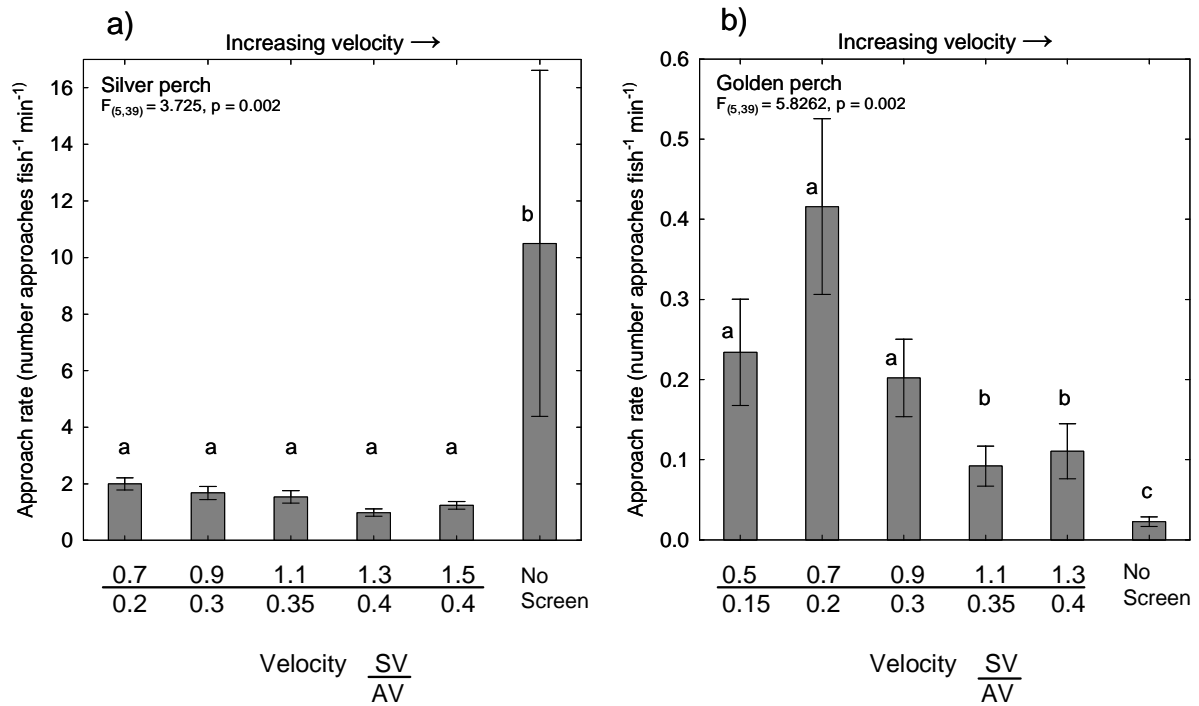 a)
Increasing velocity →
Silver perch
F(5,39) = 3.725, p = 0.002
Approach rate (number approaches fish⁻¹ min⁻¹)
16
14
12
10
8
6
4
2
0
a
a
a
a
a
b
0.7 0.9 1.1 1.3 1.5 No
0.2 0.3 0.35 0.4 0.4 Screen
Velocity SV
AV
b)
Increasing velocity →
Golden perch
F(5,39) = 5.8262, p = 0.002
Approach rate (number approaches fish⁻¹ min⁻¹)
0.6
0.5
0.4
0.3
0.2
0.1
0.0
a
a
a
b
b
c
0.5 0.7 0.9 1.1 1.3 No
0.15 0.2 0.3 0.35 0.4 Screen
Velocity SV
AV